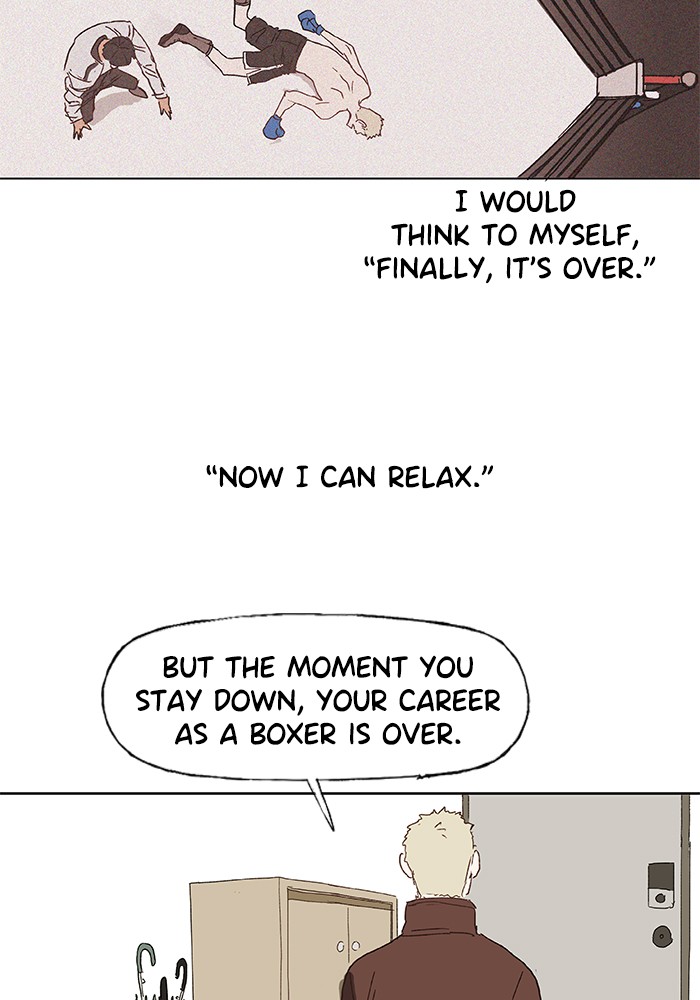 I WOULD
THINK TO MYSELF,
“FINALLY, IT'S OVER.”
“NOW I CAN RELAX.”
BUT THE MOMENT YOU
STAY DOWN, YOUR CAREER
AS A BOXER IS OVER.